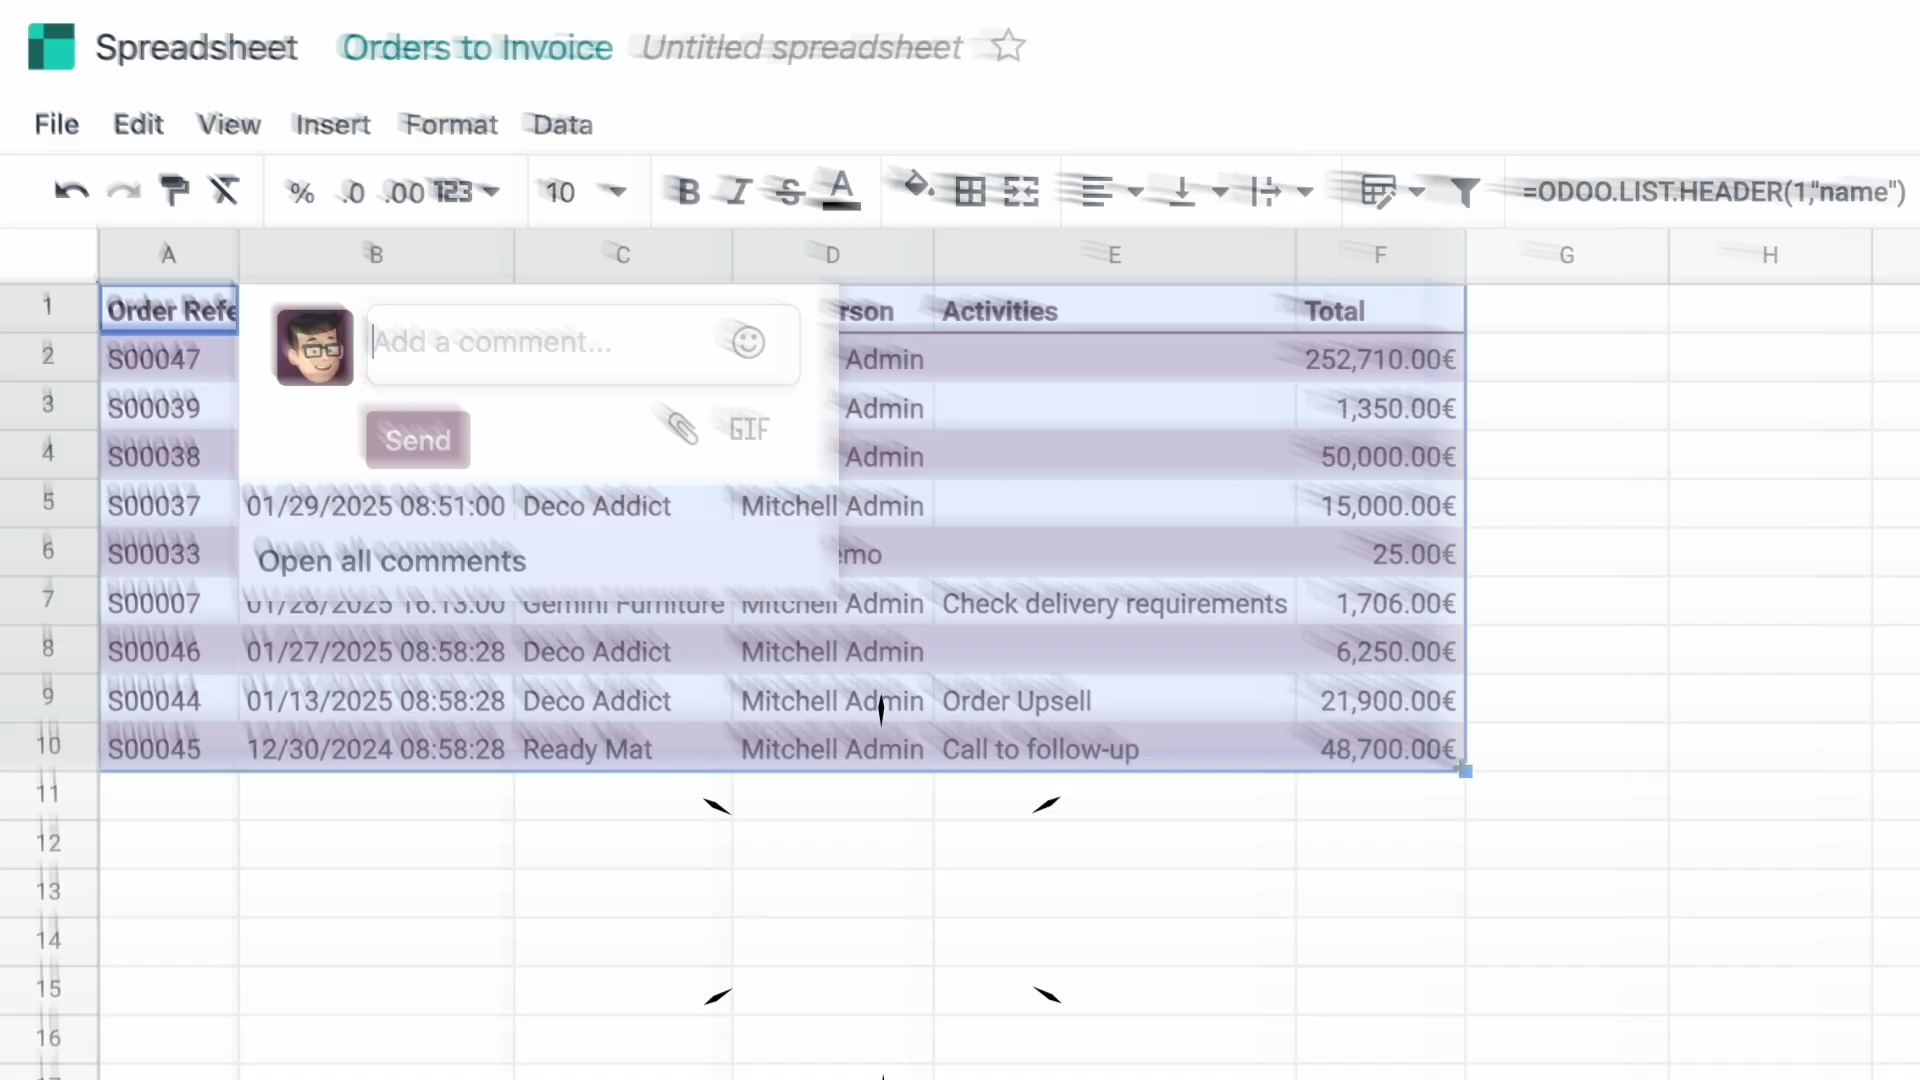 Spreadsheet Orders to Invoice Untitled spreadsheet
File Edit View Insert Format Data
% .0 .00 123 10 B I S A =ODOO.LIST.HEADER(1,"name")
A B C D E F G H
1 Order Refe rson Activities Total
Add a comment...
2 S00047 Admin 252,710.00€
3 S00039 Admin 1,350.00€
Send GIF
4 S00038 Admin 50,000.00€
5 S00037 01/29/2025 08:51:00 Deco Addict Mitchell Admin 15,000.00€
6 S00033 emo 25.00€
Open all comments
7 S00007 01/28/2025 16:13:00 Gemini Furniture Mitchell Admin Check delivery requirements 1,706.00€
8 S00046 01/27/2025 08:58:28 Deco Addict Mitchell Admin 6,250.00€
9 S00044 01/13/2025 08:58:28 Deco Addict Mitchell Admin Order Upsell 21,900.00€
10 S00045 12/30/2024 08:58:28 Ready Mat Mitchell Admin Call to follow-up 48,700.00€
11
12
13
14
15
16